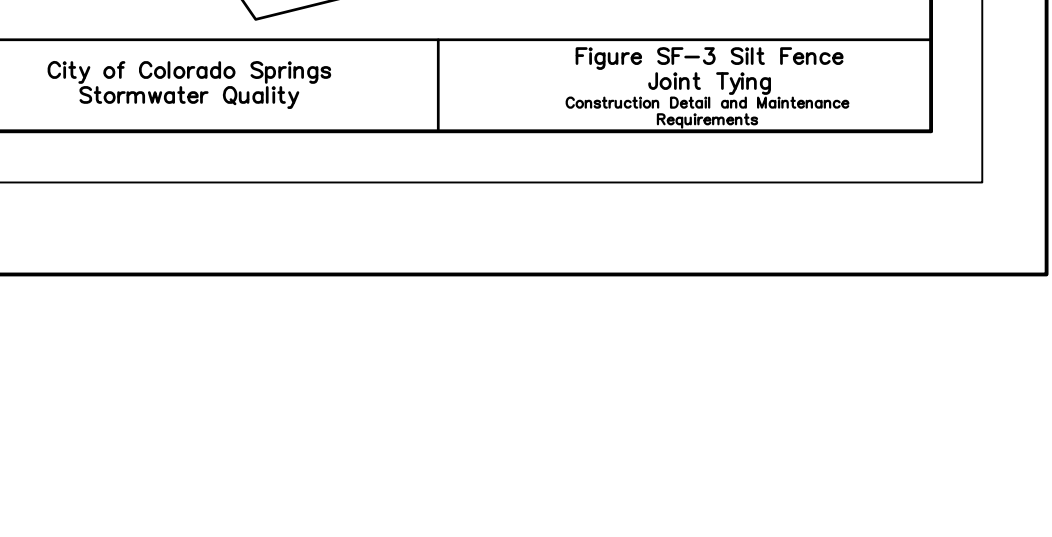 City of Colorado Springs
Stormwater Quality
Figure SF-3 Silt Fence
Joint Tying
Construction Detail and Maintenance
Requirements